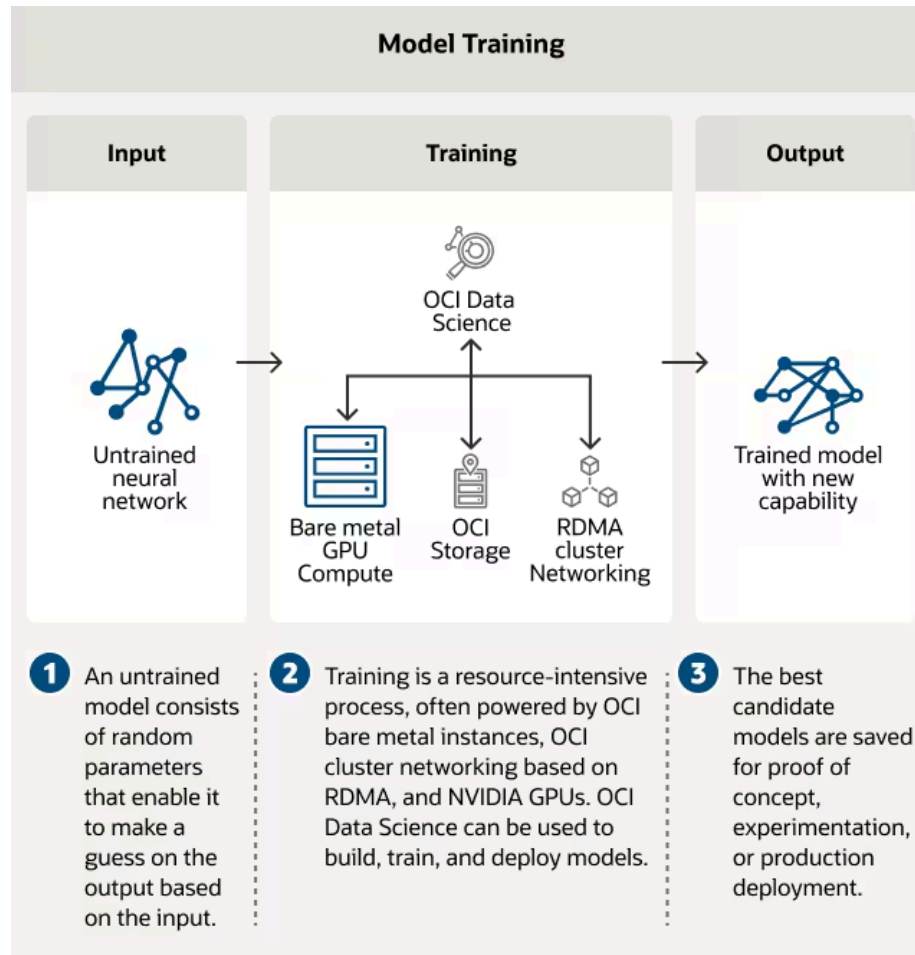 Model Training
Input
Training
Output
OCI Data
Science
Untrained
neural
network
Bare metal
GPU
Compute
OCI
Storage
RDMA
cluster
Networking
Trained model
with new
capability
1
An untrained
model consists
of random
parameters
that enable it
to make a
guess on the
output based
on the input.
2
Training is a resource-intensive
process, often powered by OCI
bare metal instances, OCI
cluster networking based on
RDMA, and NVIDIA GPUs. OCI
Data Science can be used to
build, train, and deploy models.
3
The best
candidate
models are saved
for proof of
concept,
experimentation,
or production
deployment.